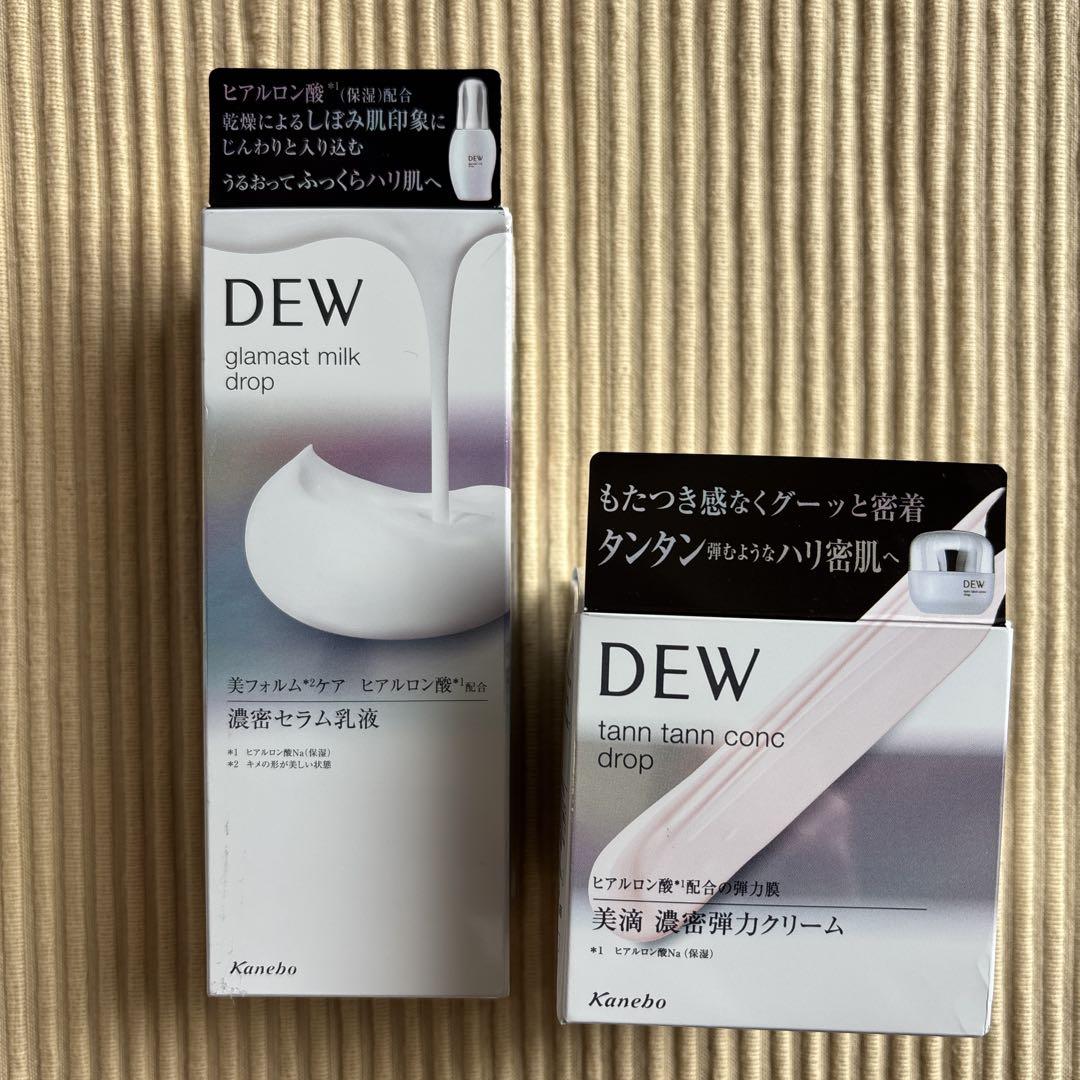 ヒアルロン酸*1(保湿)配合
乾燥によるしぼみ肌印象に
じんわりと入り込む
うるおってふっくらハリ肌へ
DEW
DEW
glamast milk
drop
美フォルム*2ケア ヒアルロン酸*1配合
濃密セラム乳液
*1 ヒアルロン酸Na(保湿)
*2 キメの形が美しい状態
Kanebo
もたつき感なくグーッと密着
タンタン弾むようなハリ密肌へ
DEW
tann tann conc
drop
DEW
tann tann conc
drop
ヒアルロン酸*1配合の弾力膜
美滴 濃密弾力クリーム
*1 ヒアルロン酸Na(保湿)
Kanebo